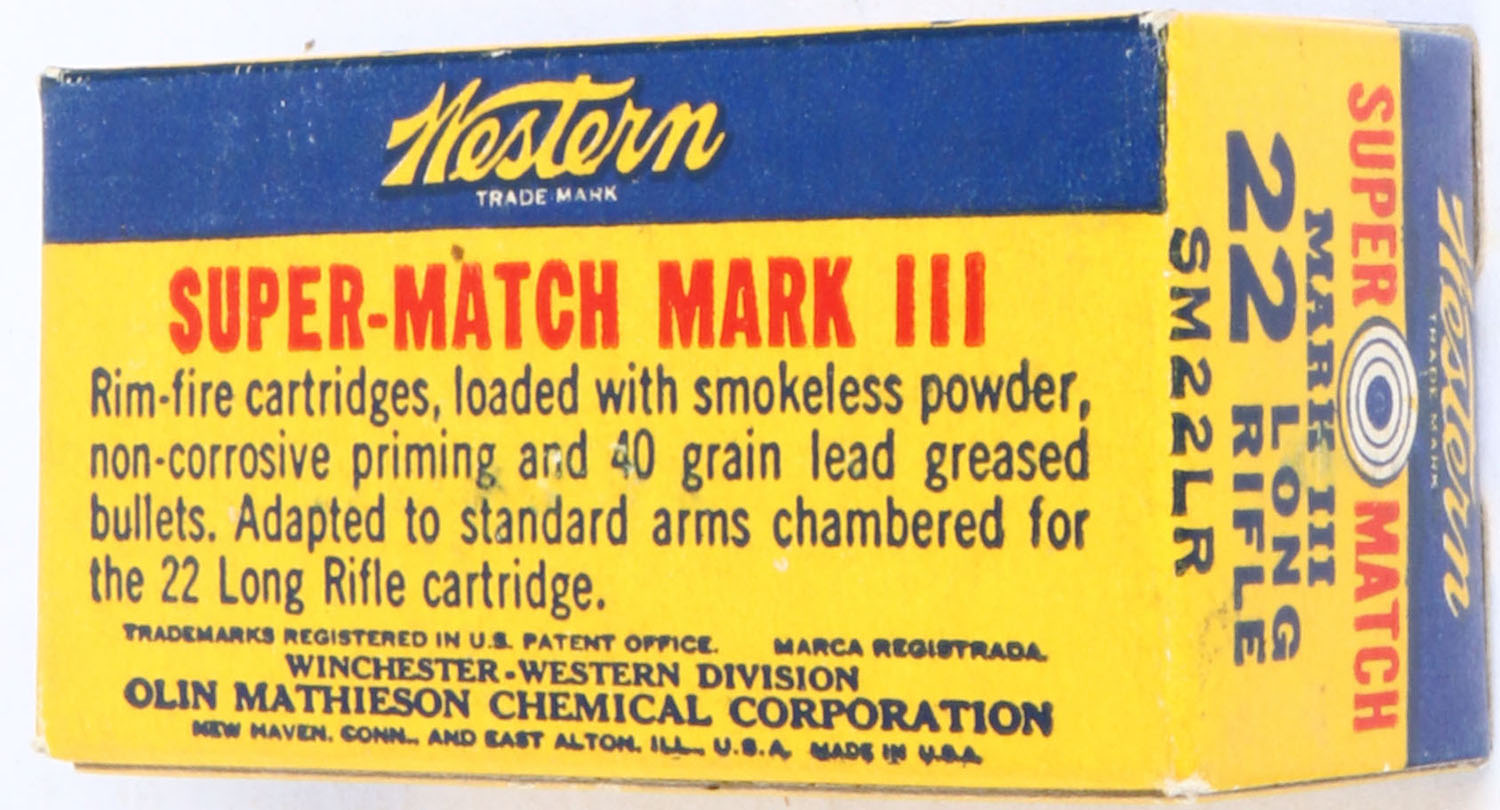 Western
TRADE MARK
SUPER-MATCH MARK III
Rim-fire cartridges, loaded with smokeless powder,
non-corrosive priming and 40 grain lead greased
bullets. Adapted to standard arms chambered for
the 22 Long Rifle cartridge.
TRADEMARKS REGISTERED IN U.S. PATENT OFFICE. MARCA REGISTRADA.
WINCHESTER-WESTERN DIVISION
OLIN MATHIESON CHEMICAL CORPORATION
NEW HAVEN, CONN., AND EAST ALTON, ILL., U.S.A. MADE IN U.S.A.
Western
TRADE MARK
SUPER MATCH
MARK III
22 LONG
RIFLE
SM22LR